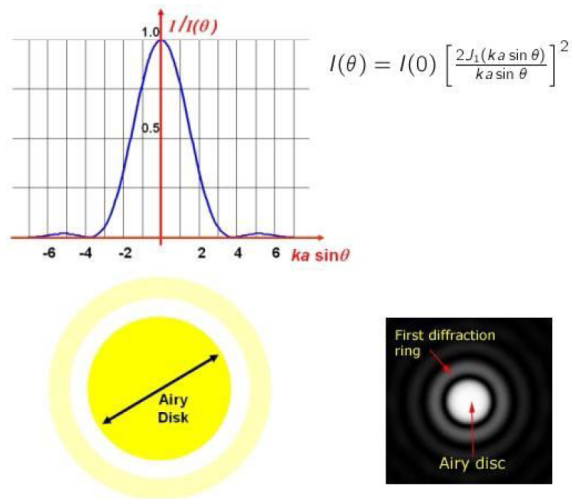 1.0 I/I(θ)
0.5
-6 -4 -2 2 4 6 ka sinθ
I(θ) = I(0) [ 2J₁(ka sin θ) / ka sin θ ]²
Airy
Disk
First diffraction
ring
Airy disc